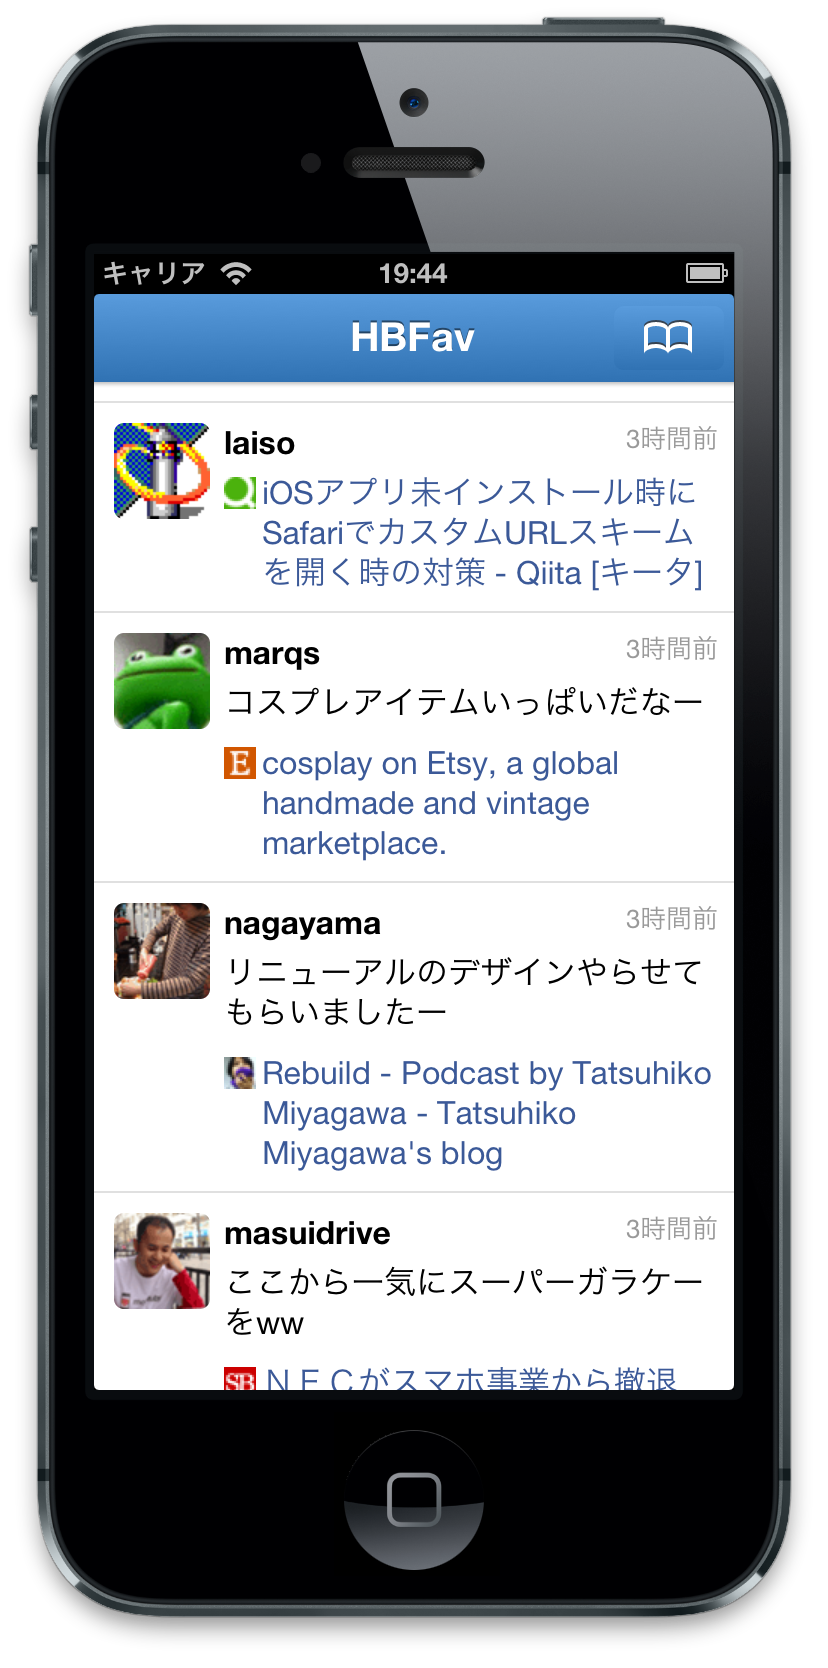 キャリア 19:44
HBFav
laiso 3時間前
iOSアプリ未インストール時に
SafariでカスタムURLスキーム
を開く時の対策 - Qiita [キータ]
marqs 3時間前
コスプレアイテムいっぱいだなー
E cosplay on Etsy, a global
handmade and vintage
marketplace.
nagayama 3時間前
リニューアルのデザインやらせて
もらいましたー
Rebuild - Podcast by Tatsuhiko
Miyagawa - Tatsuhiko
Miyagawa's blog
masuidrive 3時間前
ここから一気にスーパーガラケー
をww
SB ＮＥＣがスマホ事業から撤退